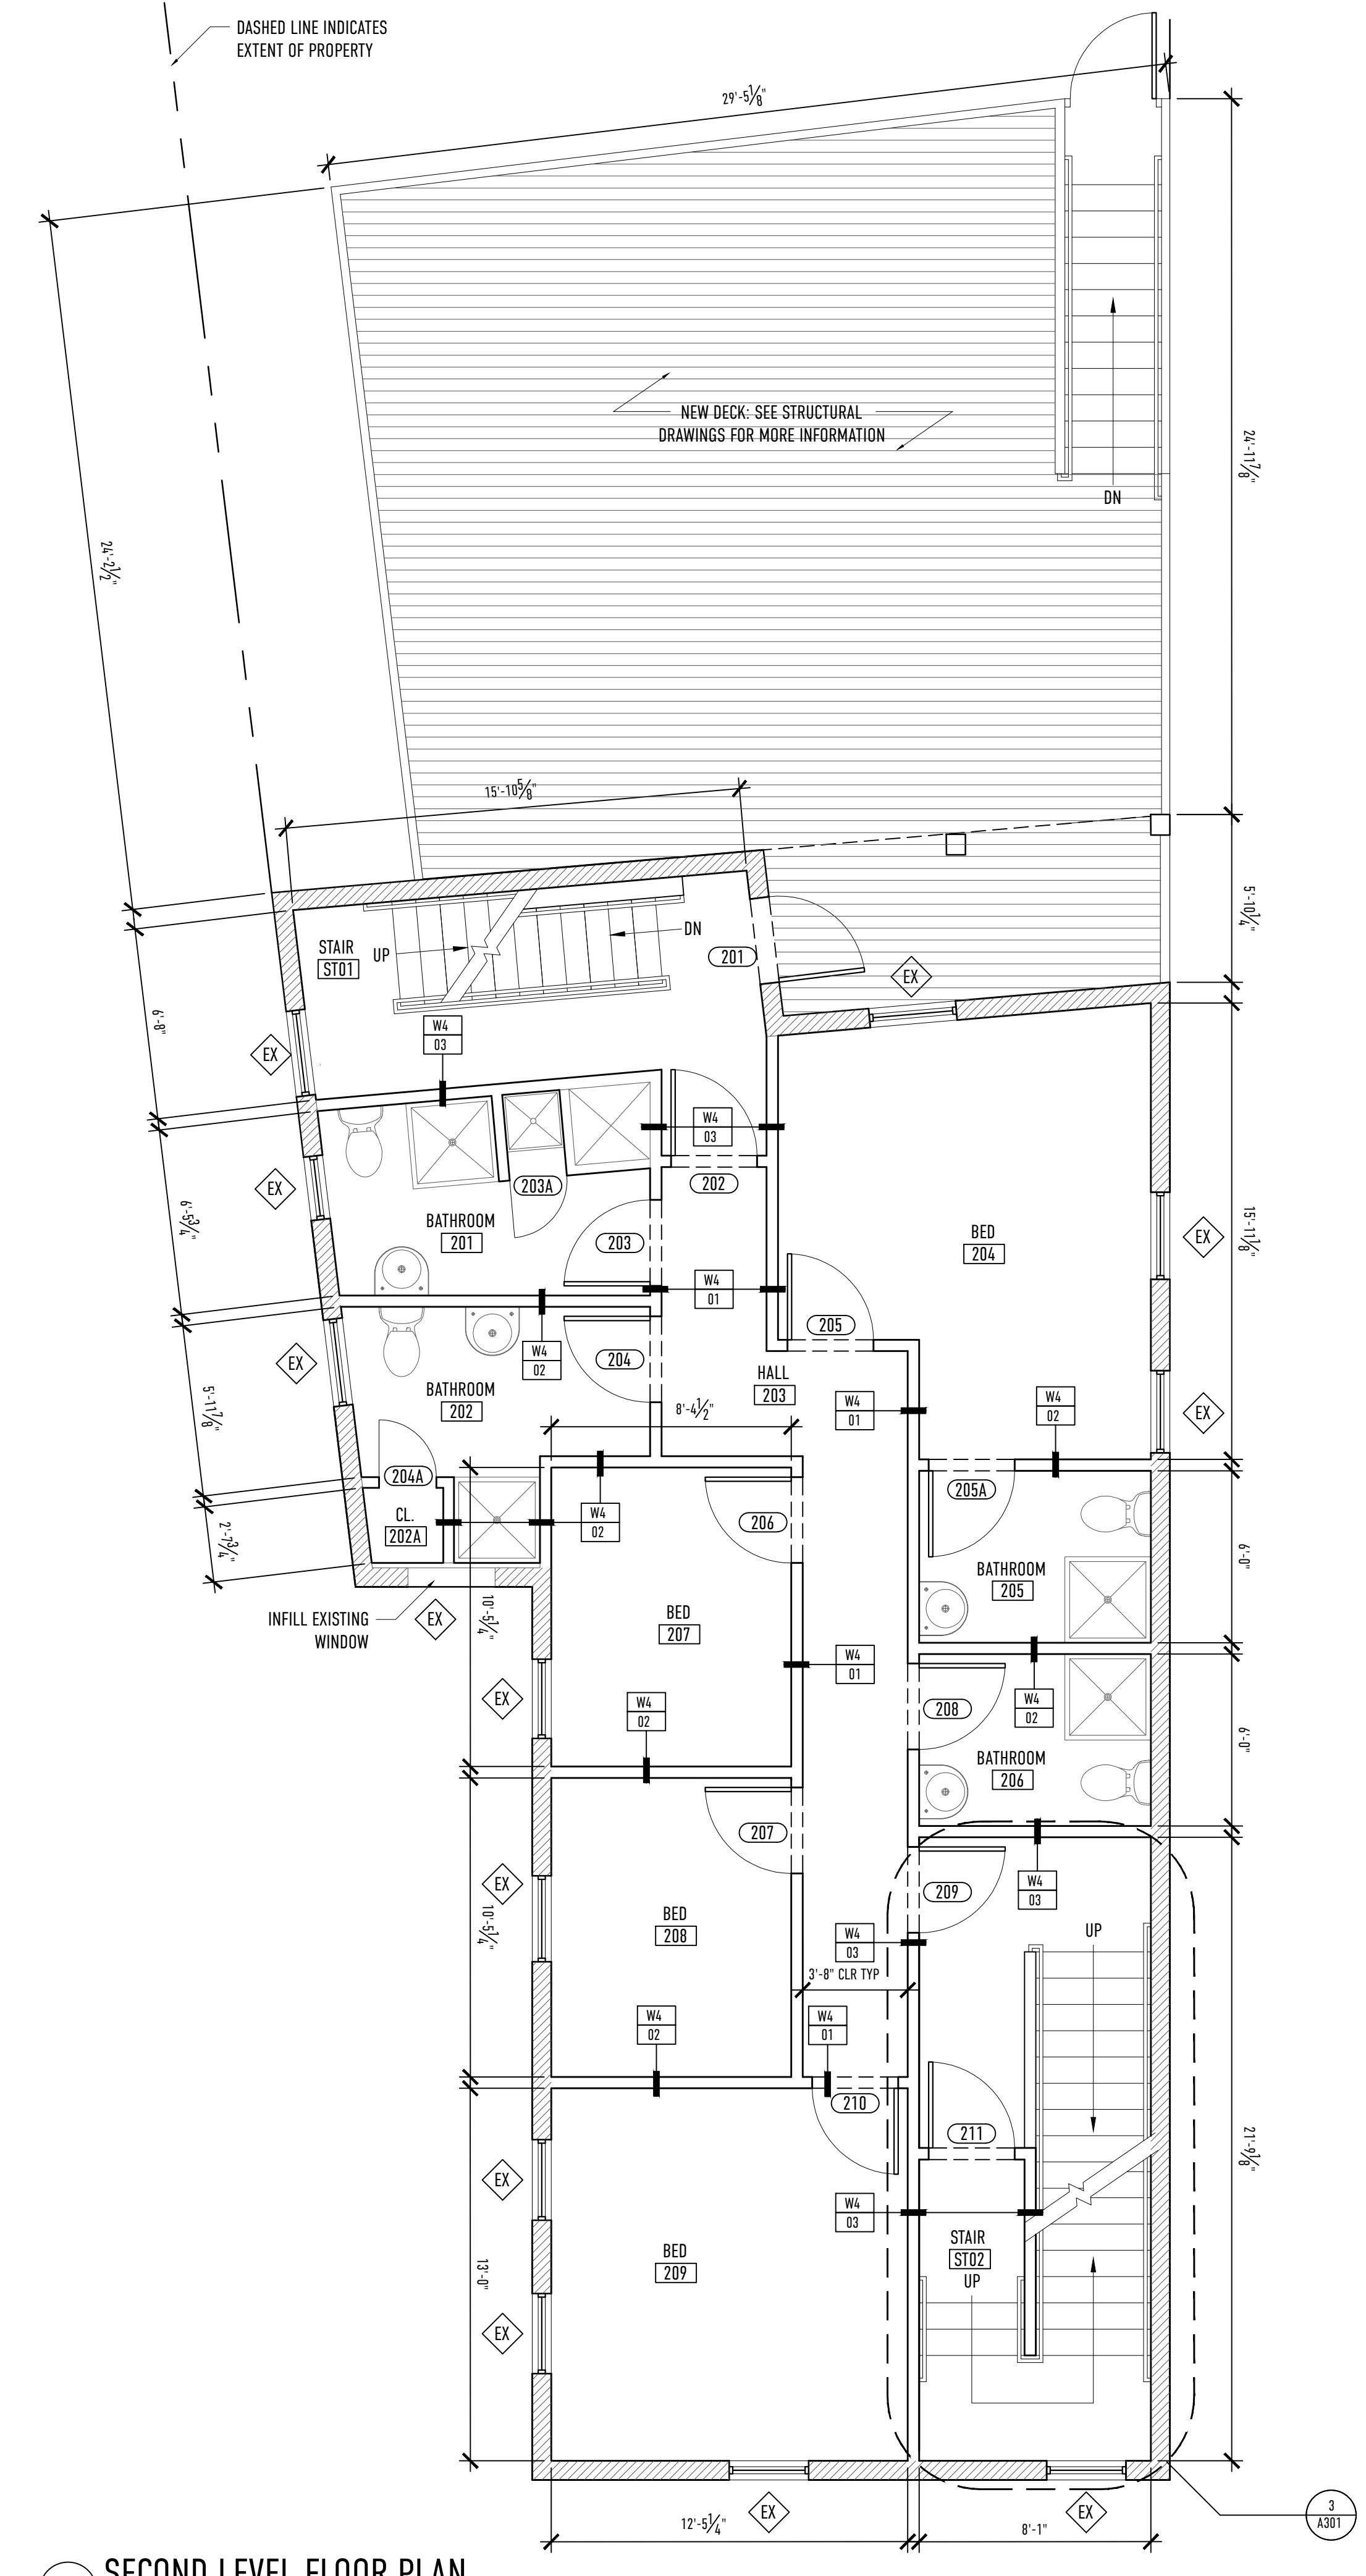 DASHED LINE INDICATES
EXTENT OF PROPERTY
29'-5⅛"
24'-11⅞"
NEW DECK: SEE STRUCTURAL
DRAWINGS FOR MORE INFORMATION
DN
24'-2½"
15'-10⅝"
5'-10¼"
STAIR
ST01
UP
DN
201
EX
6'-8"
W4
03
EX
W4
03
202
203A
EX
6'-5¾"
BATHROOM
201
203
BED
204
EX
15'-11⅞"
W4
01
205
W4
02
204
EX
HALL
203
BATHROOM
202
8'-4½"
W4
01
W4
02
EX
5'-11⅞"
204A
205A
CL.
202A
W4
02
206
2'-7¾"
6'-0"
BATHROOM
205
INFILL EXISTING
WINDOW
EX
10'-5¼"
BED
207
W4
01
EX
W4
02
208
W4
02
6'-0"
BATHROOM
206
207
EX
10'-5¼"
209
W4
03
BED
208
W4
03
UP
3'-8" CLR TYP
W4
02
W4
01
210
211
21'-9⅛"
EX
W4
03
BED
209
STAIR
ST02
UP
13'-0"
EX
12'-5¼"
EX
8'-1"
EX
3
A301
SECOND LEVEL FLOOR PLAN